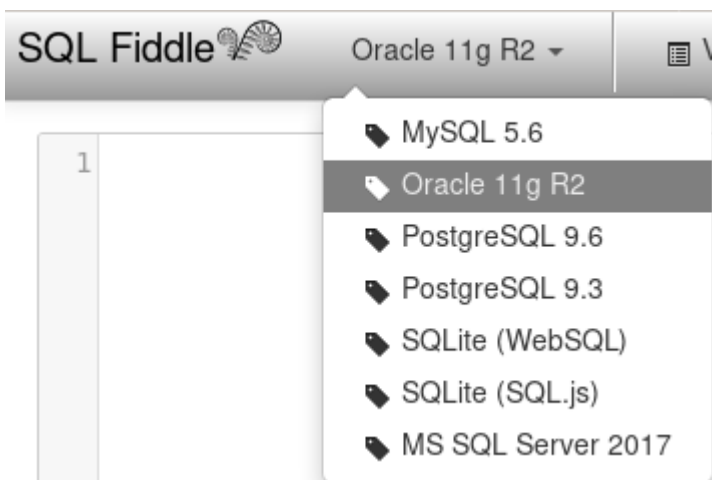 SQL Fiddle
Oracle 11g R2
V
MySQL 5.6
1
Oracle 11g R2
PostgreSQL 9.6
PostgreSQL 9.3
SQLite (WebSQL)
SQLite (SQL.js)
MS SQL Server 2017